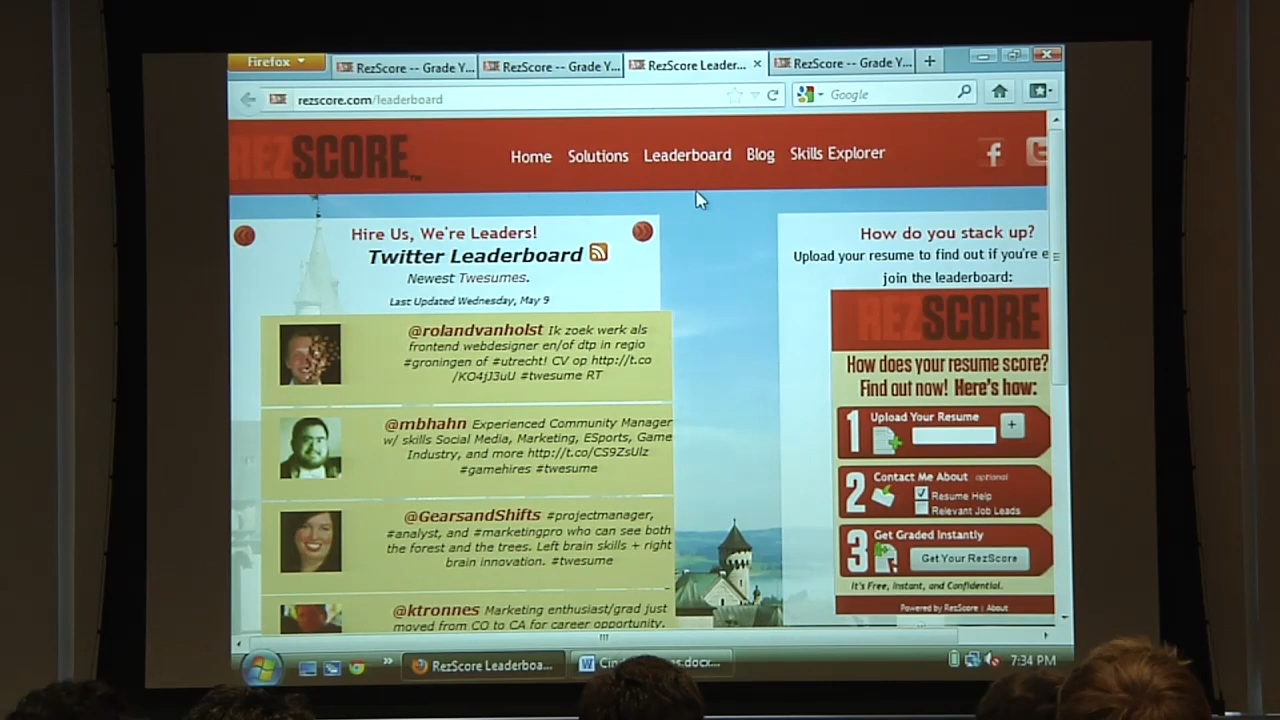 Firefox
RezScore -- Grade Y...
RezScore -- Grade Y...
RezScore Leader...
RezScore -- Grade Y...
rezscore.com/leaderboard
Google
REZSCORE™
Home
Solutions
Leaderboard
Blog
Skills Explorer
Hire Us, We're Leaders!
Twitter Leaderboard
Newest Twesumes.
Last Updated Wednesday, May 9
@rolandvanholst Ik zoek werk als
frontend webdesigner en/of dtp in regio
#groningen of #utrecht! CV op http://t.co
/KO4jJ3uU #twesume RT
@mbhahn Experienced Community Manager
w/ skills Social Media, Marketing, ESports, Game
Industry, and more http://t.co/CS9ZsUlz
#gamehires #twesume
@GearsandShifts #projectmanager,
#analyst, and #marketingpro who can see both
the forest and the trees. Left brain skills + right
brain innovation. #twesume
@ktronnes Marketing enthusiast/grad just
moved from CO to CA for career opportunity.
How do you stack up?
Upload your resume to find out if you're e
join the leaderboard:
REZSCORE
How does your resume score?
Find out now! Here's how:
1 Upload Your Resume
+
2 Contact Me About optional
Resume Help
Relevant Job Leads
3 Get Graded Instantly
Get Your RezScore
It's Free, Instant, and Confidential.
Powered by RezScore | About
RezScore Leaderboa...
7:34 PM